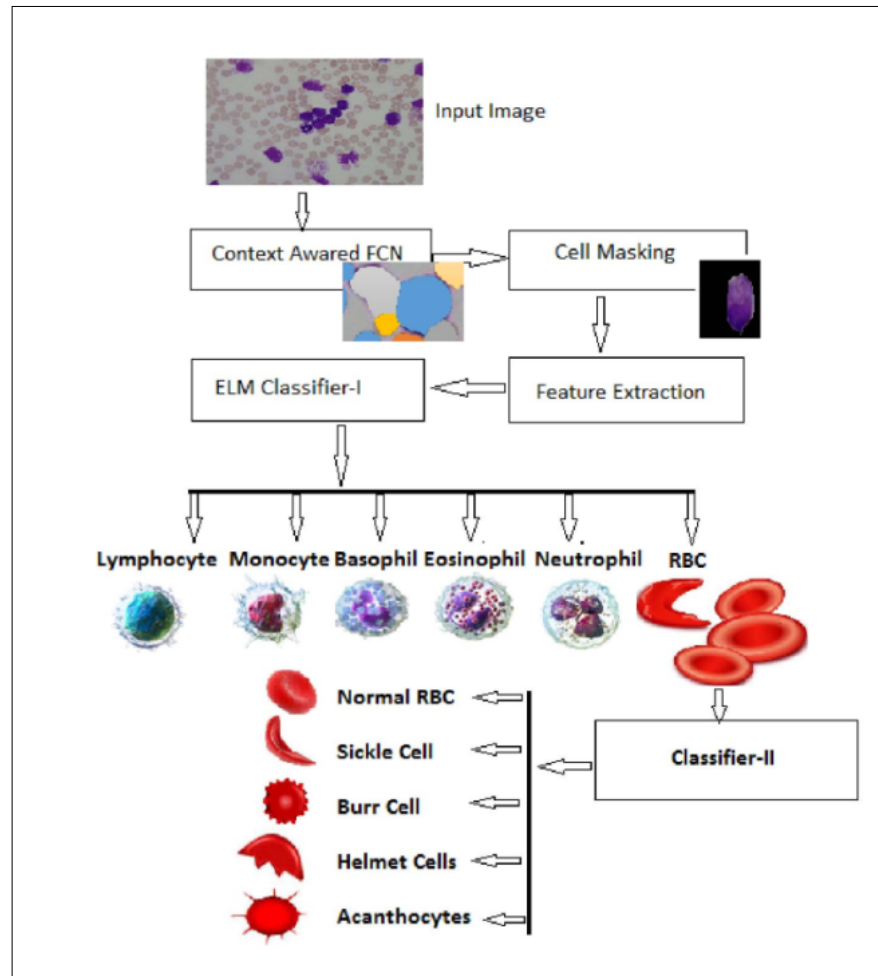 Input Image
Context Awared FCN
Cell Masking
ELM Classifier-I
Feature Extraction
Lymphocyte Monocyte Basophil Eosinophil Neutrophil RBC
Normal RBC
Classifier-II
Sickle Cell
Burr Cell
Helmet Cells
Acanthocytes